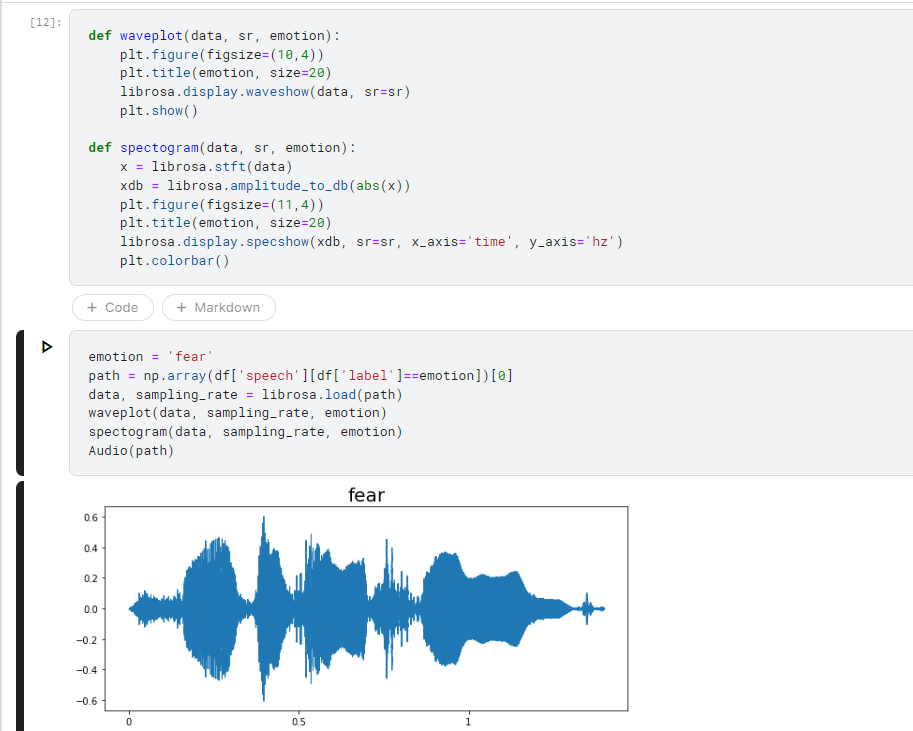 [12]:
def waveplot(data, sr, emotion):
    plt.figure(figsize=(10,4))
    plt.title(emotion, size=20)
    librosa.display.waveshow(data, sr=sr)
    plt.show()

def spectogram(data, sr, emotion):
    x = librosa.stft(data)
    xdb = librosa.amplitude_to_db(abs(x))
    plt.figure(figsize=(11,4))
    plt.title(emotion, size=20)
    librosa.display.specshow(xdb, sr=sr, x_axis='time', y_axis='hz')
    plt.colorbar()
+ Code + Markdown
emotion = 'fear'
path = np.array(df['speech'][df['label']==emotion])[0]
data, sampling_rate = librosa.load(path)
waveplot(data, sampling_rate, emotion)
spectogram(data, sampling_rate, emotion)
Audio(path)
fear
0.6
0.4
0.2
0.0
−0.2
−0.4
−0.6
0 0.5 1